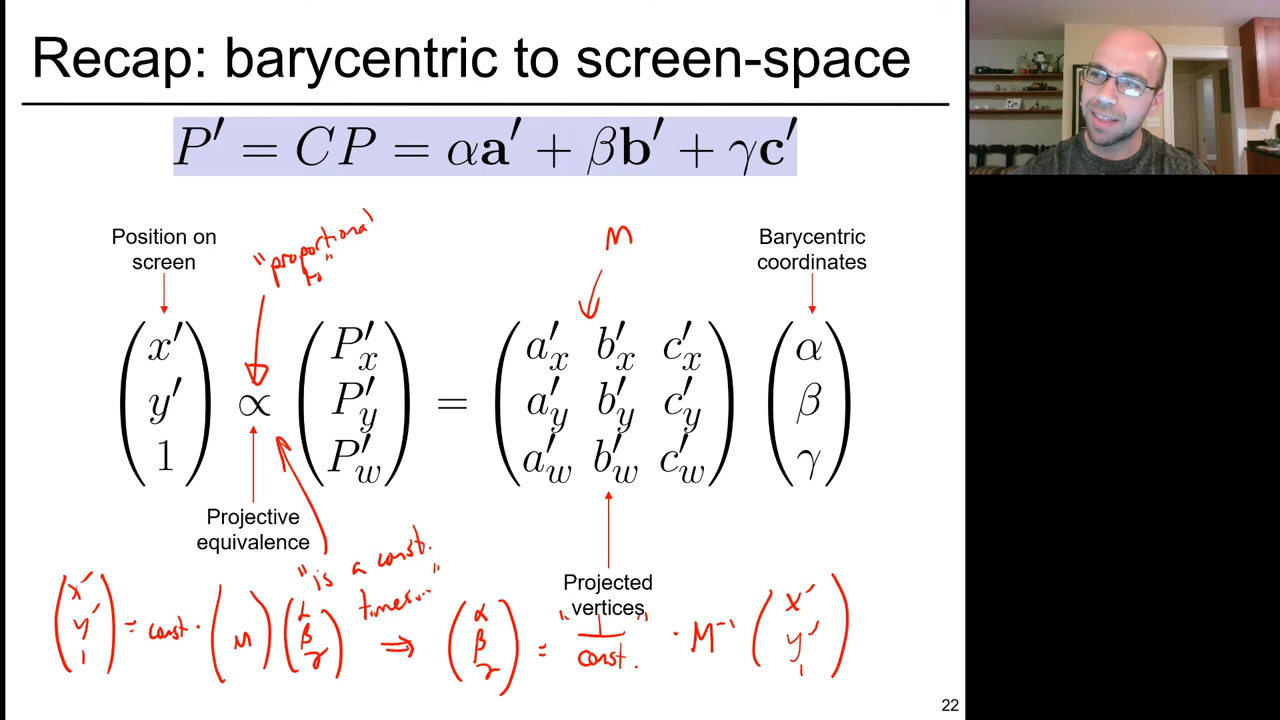 Recap: barycentric to screen-space
P′ = CP = αa′ + βb′ + γc′
Position on
screen
"proportional
to"
M
Barycentric
coordinates
x′ P′x a′x b′x c′x α
y′ ∝ P′y = a′y b′y c′y β
1 P′w a′w b′w c′w γ
Projective
equivalence
"is a const.
times..."
Projected
vertices
(x′ y′ 1) = const · (M) (α β γ) ⇒ (α β γ) = "1/const." · M⁻¹ (x′ y′ 1)
22